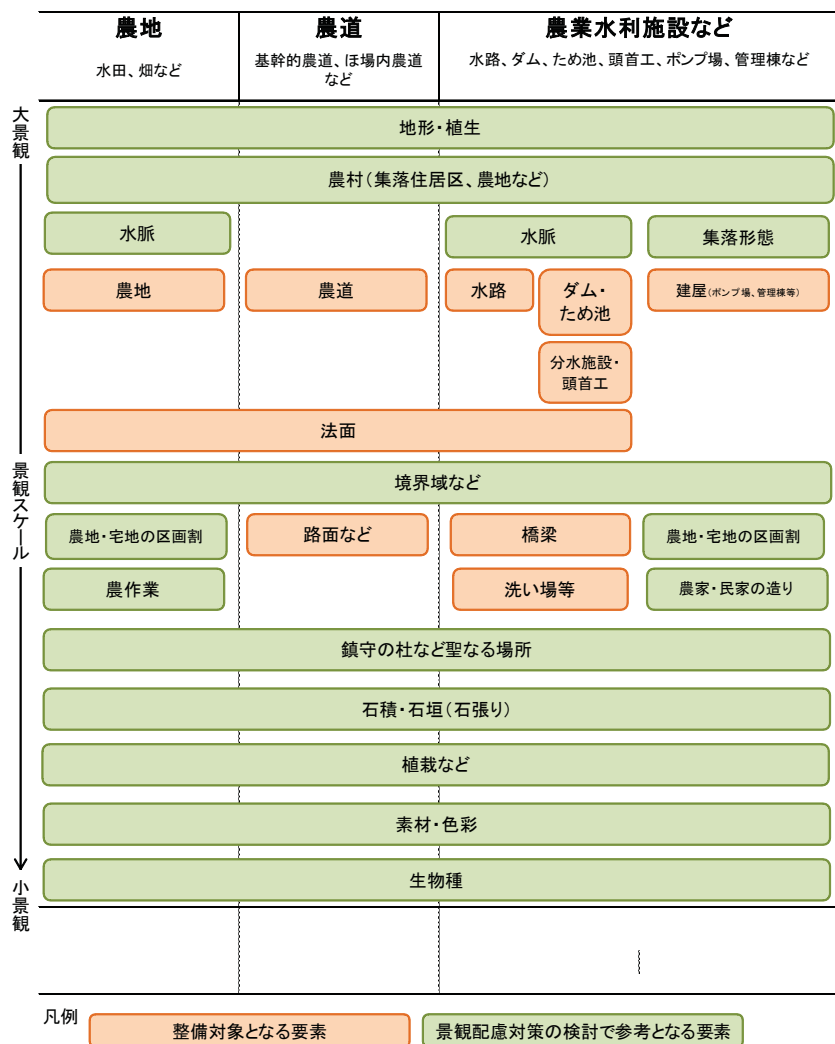 農地
水田、畑など
農道
基幹的農道、ほ場内農道
など
農業水利施設など
水路、ダム、ため池、頭首工、ポンプ場、管理棟など
大景観
地形・植生
農村(集落住居区、農地など)
水脈
水脈
集落形態
農地
農道
水路
ダム・
ため池
建屋(ポンプ場、管理棟等)
分水施設・
頭首工
法面
景観スケール
境界域など
農地・宅地の区画割
路面など
橋梁
農地・宅地の区画割
農作業
洗い場等
農家・民家の造り
鎮守の杜など聖なる場所
石積・石垣(石張り)
植栽など
素材・色彩
小景観
生物種
凡例
整備対象となる要素
景観配慮対策の検討で参考となる要素